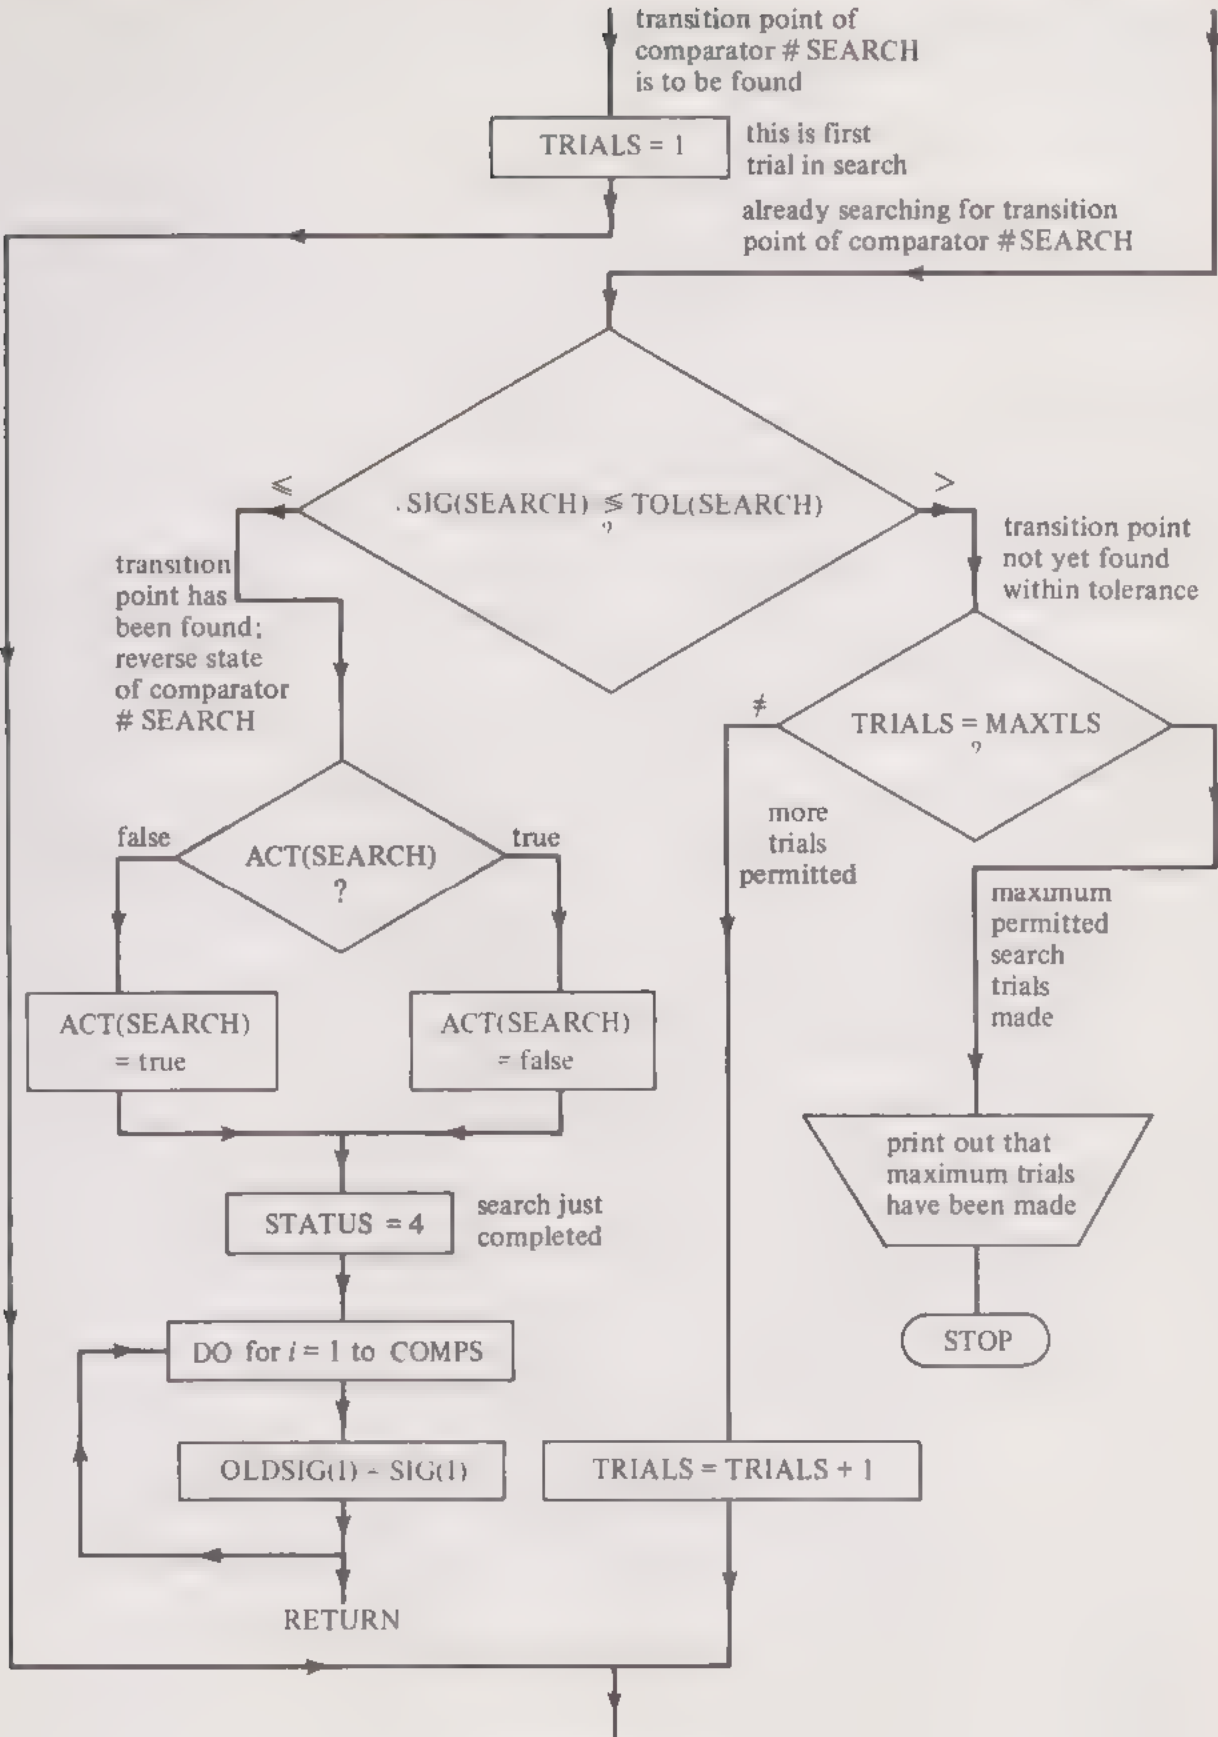 transition point of
comparator # SEARCH
is to be found
TRIALS = 1
this is first
trial in search
already searching for transition
point of comparator #SEARCH
≤
SIG(SEARCH) ≤ TOL(SEARCH)
?
>
transition point
not yet found
within tolerance
transition
point has
been found;
reverse state
of comparator
# SEARCH
≠
TRIALS = MAXTLS
?
more
trials
permitted
false
ACT(SEARCH)
?
true
maximum
permitted
search
trials
made
ACT(SEARCH)
= true
ACT(SEARCH)
= false
print out that
maximum trials
have been made
STATUS = 4
search just
completed
STOP
DO for i = 1 to COMPS
OLDSIG(1) = SIG(1)
TRIALS = TRIALS + 1
RETURN